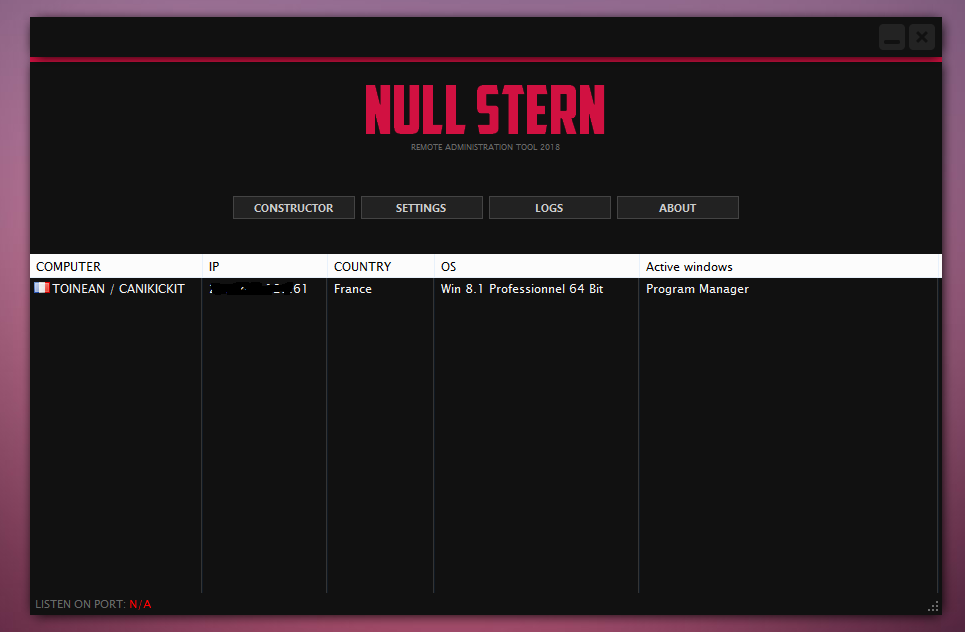 NULL STERN
REMOTE ADMINISTRATION TOOL 2018
CONSTRUCTOR SETTINGS LOGS ABOUT
COMPUTER IP COUNTRY OS Active windows
TOINEAN / CANIKICKIT .61 France Win 8.1 Professionnel 64 Bit Program Manager
LISTEN ON PORT: N/A